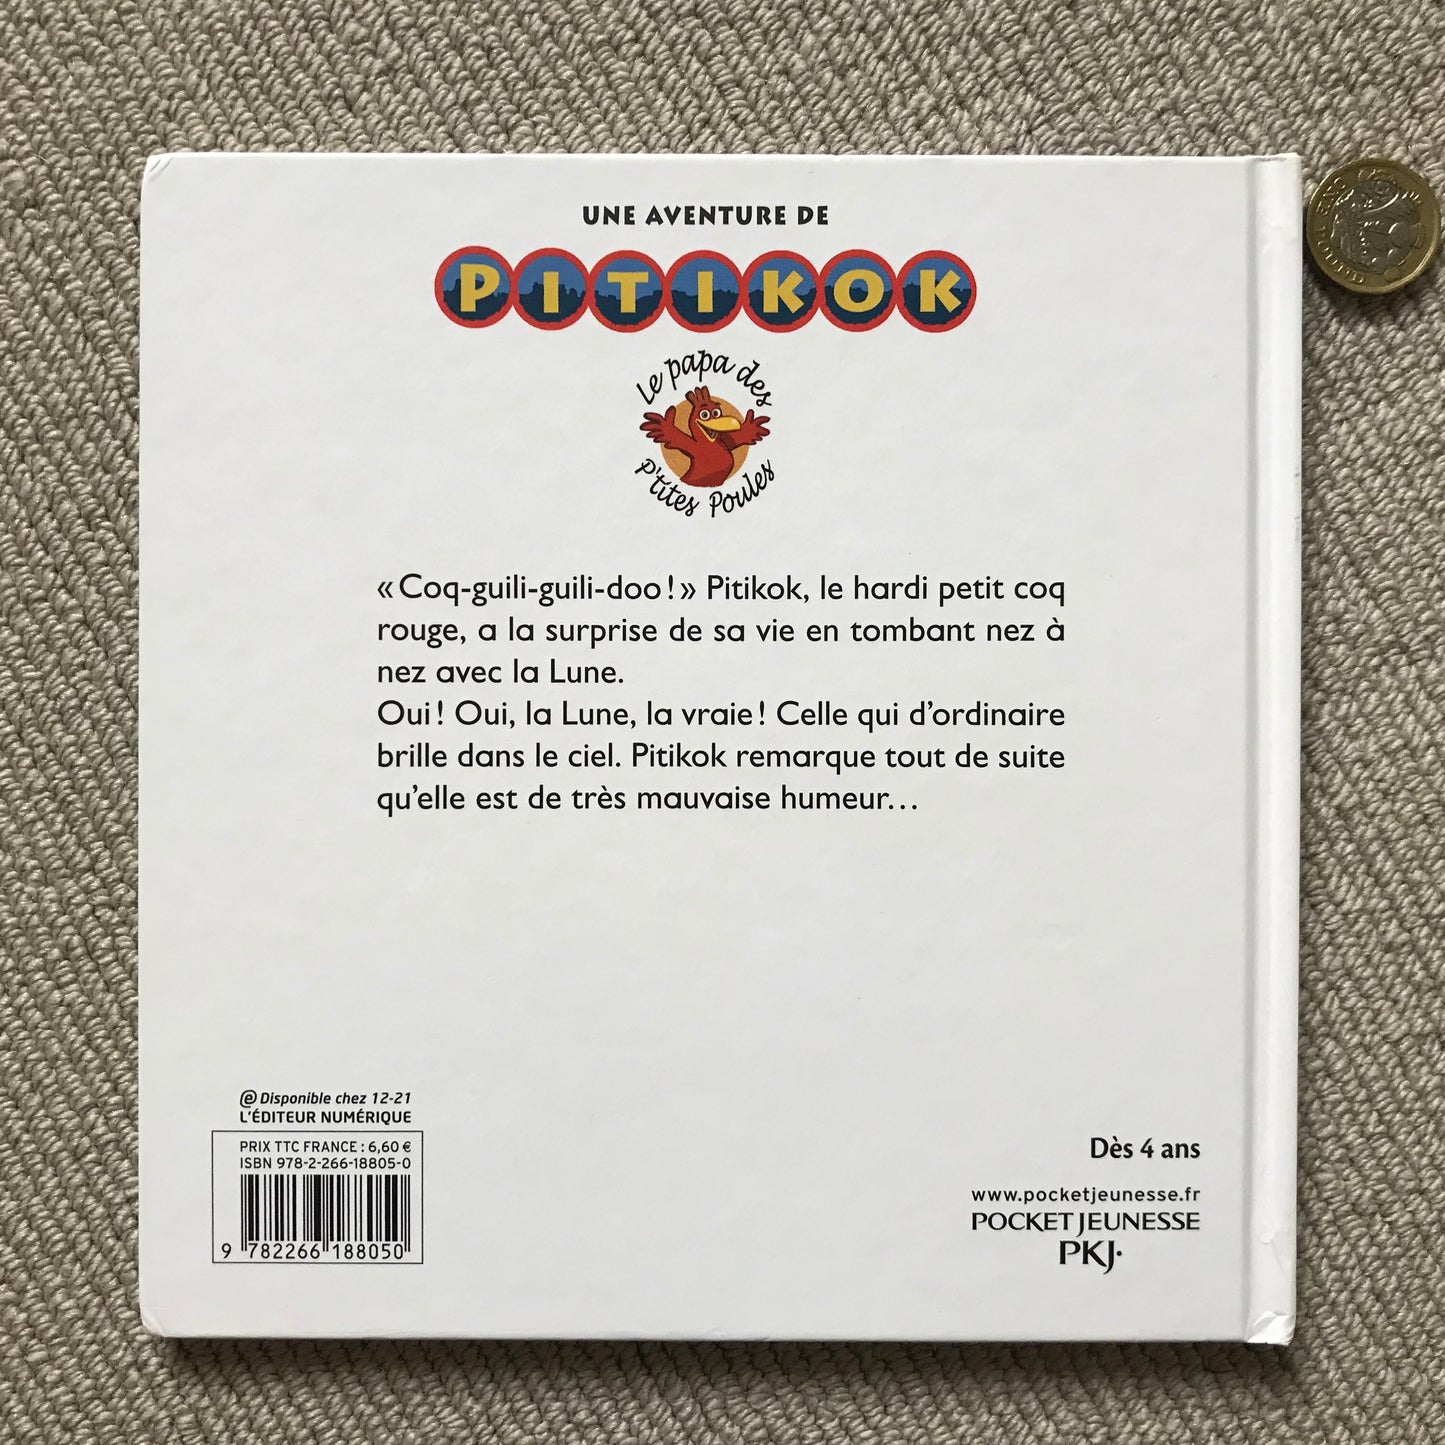 UNE AVENTURE DE
PITIKOK
Le papa des
P'tites Poules
« Coq-guili-guili-doo ! » Pitikok, le hardi petit coq
rouge, a la surprise de sa vie en tombant nez à
nez avec la Lune.
Oui ! Oui, la Lune, la vraie ! Celle qui d’ordinaire
brille dans le ciel. Pitikok remarque tout de suite
qu’elle est de très mauvaise humeur…
@ Disponible chez 12-21
L'ÉDITEUR NUMÉRIQUE
PRIX TTC FRANCE : 6,60 €
ISBN 978-2-266-18805-0
9 782266 188050
Dès 4 ans
www.pocketjeunesse.fr
POCKET JEUNESSE
PKJ·